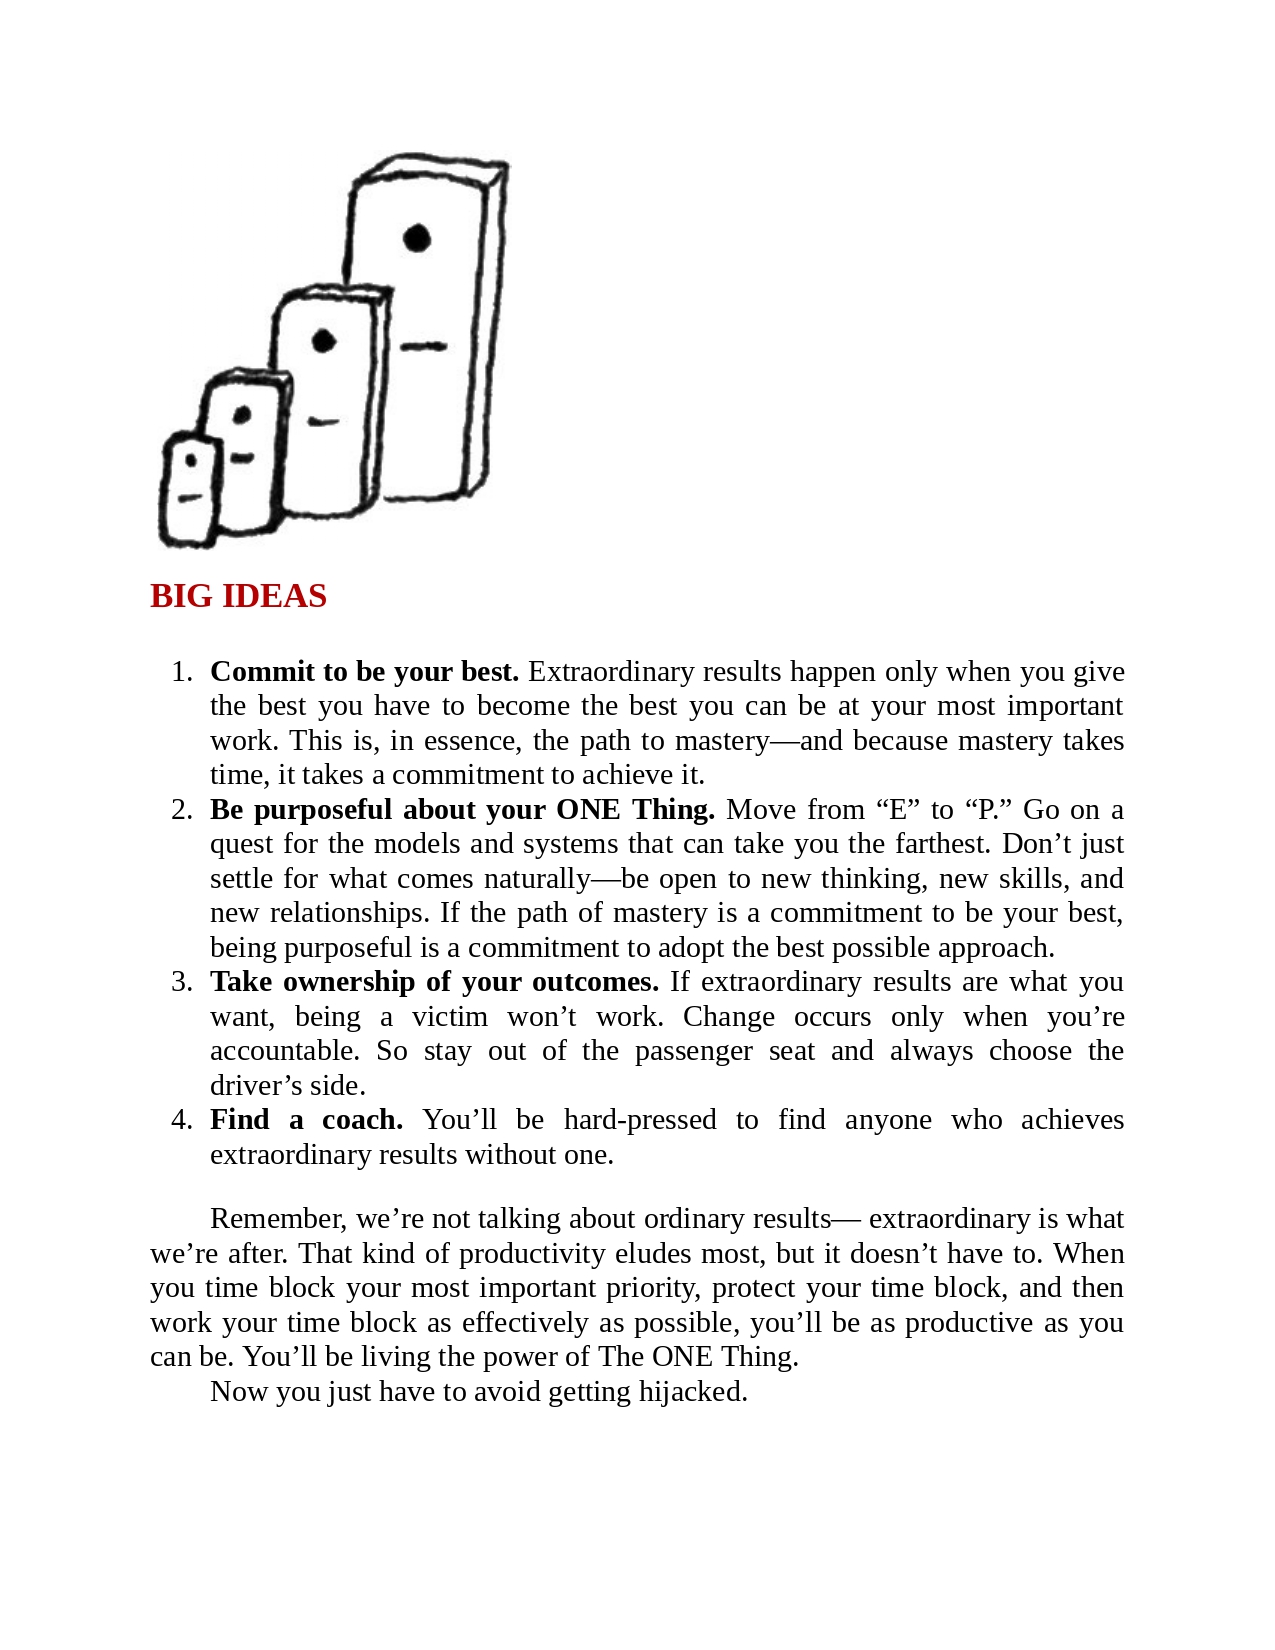 BIG IDEAS
1. Commit to be your best. Extraordinary results happen only when you give
the best you have to become the best you can be at your most important
work. This is, in essence, the path to mastery—and because mastery takes
time, it takes a commitment to achieve it.
2. Be purposeful about your ONE Thing. Move from “E” to “P.” Go on a
quest for the models and systems that can take you the farthest. Don’t just
settle for what comes naturally—be open to new thinking, new skills, and
new relationships. If the path of mastery is a commitment to be your best,
being purposeful is a commitment to adopt the best possible approach.
3. Take ownership of your outcomes. If extraordinary results are what you
want, being a victim won’t work. Change occurs only when you’re
accountable. So stay out of the passenger seat and always choose the
driver’s side.
4. Find a coach. You’ll be hard-pressed to find anyone who achieves
extraordinary results without one.
Remember, we’re not talking about ordinary results— extraordinary is what
we’re after. That kind of productivity eludes most, but it doesn’t have to. When
you time block your most important priority, protect your time block, and then
work your time block as effectively as possible, you’ll be as productive as you
can be. You’ll be living the power of The ONE Thing.
Now you just have to avoid getting hijacked.